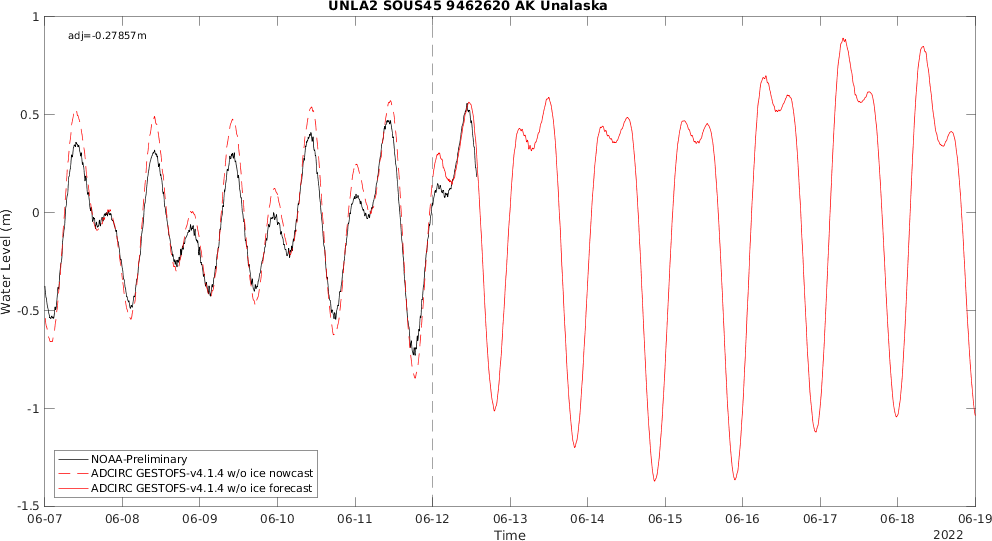 UNLA2 SOUS45 9462620 AK Unalaska
adj=-0.27857m
1
0.5
0
-0.5
-1
-1.5
Water Level (m)
NOAA-Preliminary
ADCIRC GESTOFS-v4.1.4 w/o ice nowcast
ADCIRC GESTOFS-v4.1.4 w/o ice forecast
06-07 06-08 06-09 06-10 06-11 06-12 06-13 06-14 06-15 06-16 06-17 06-18 06-19
Time
2022